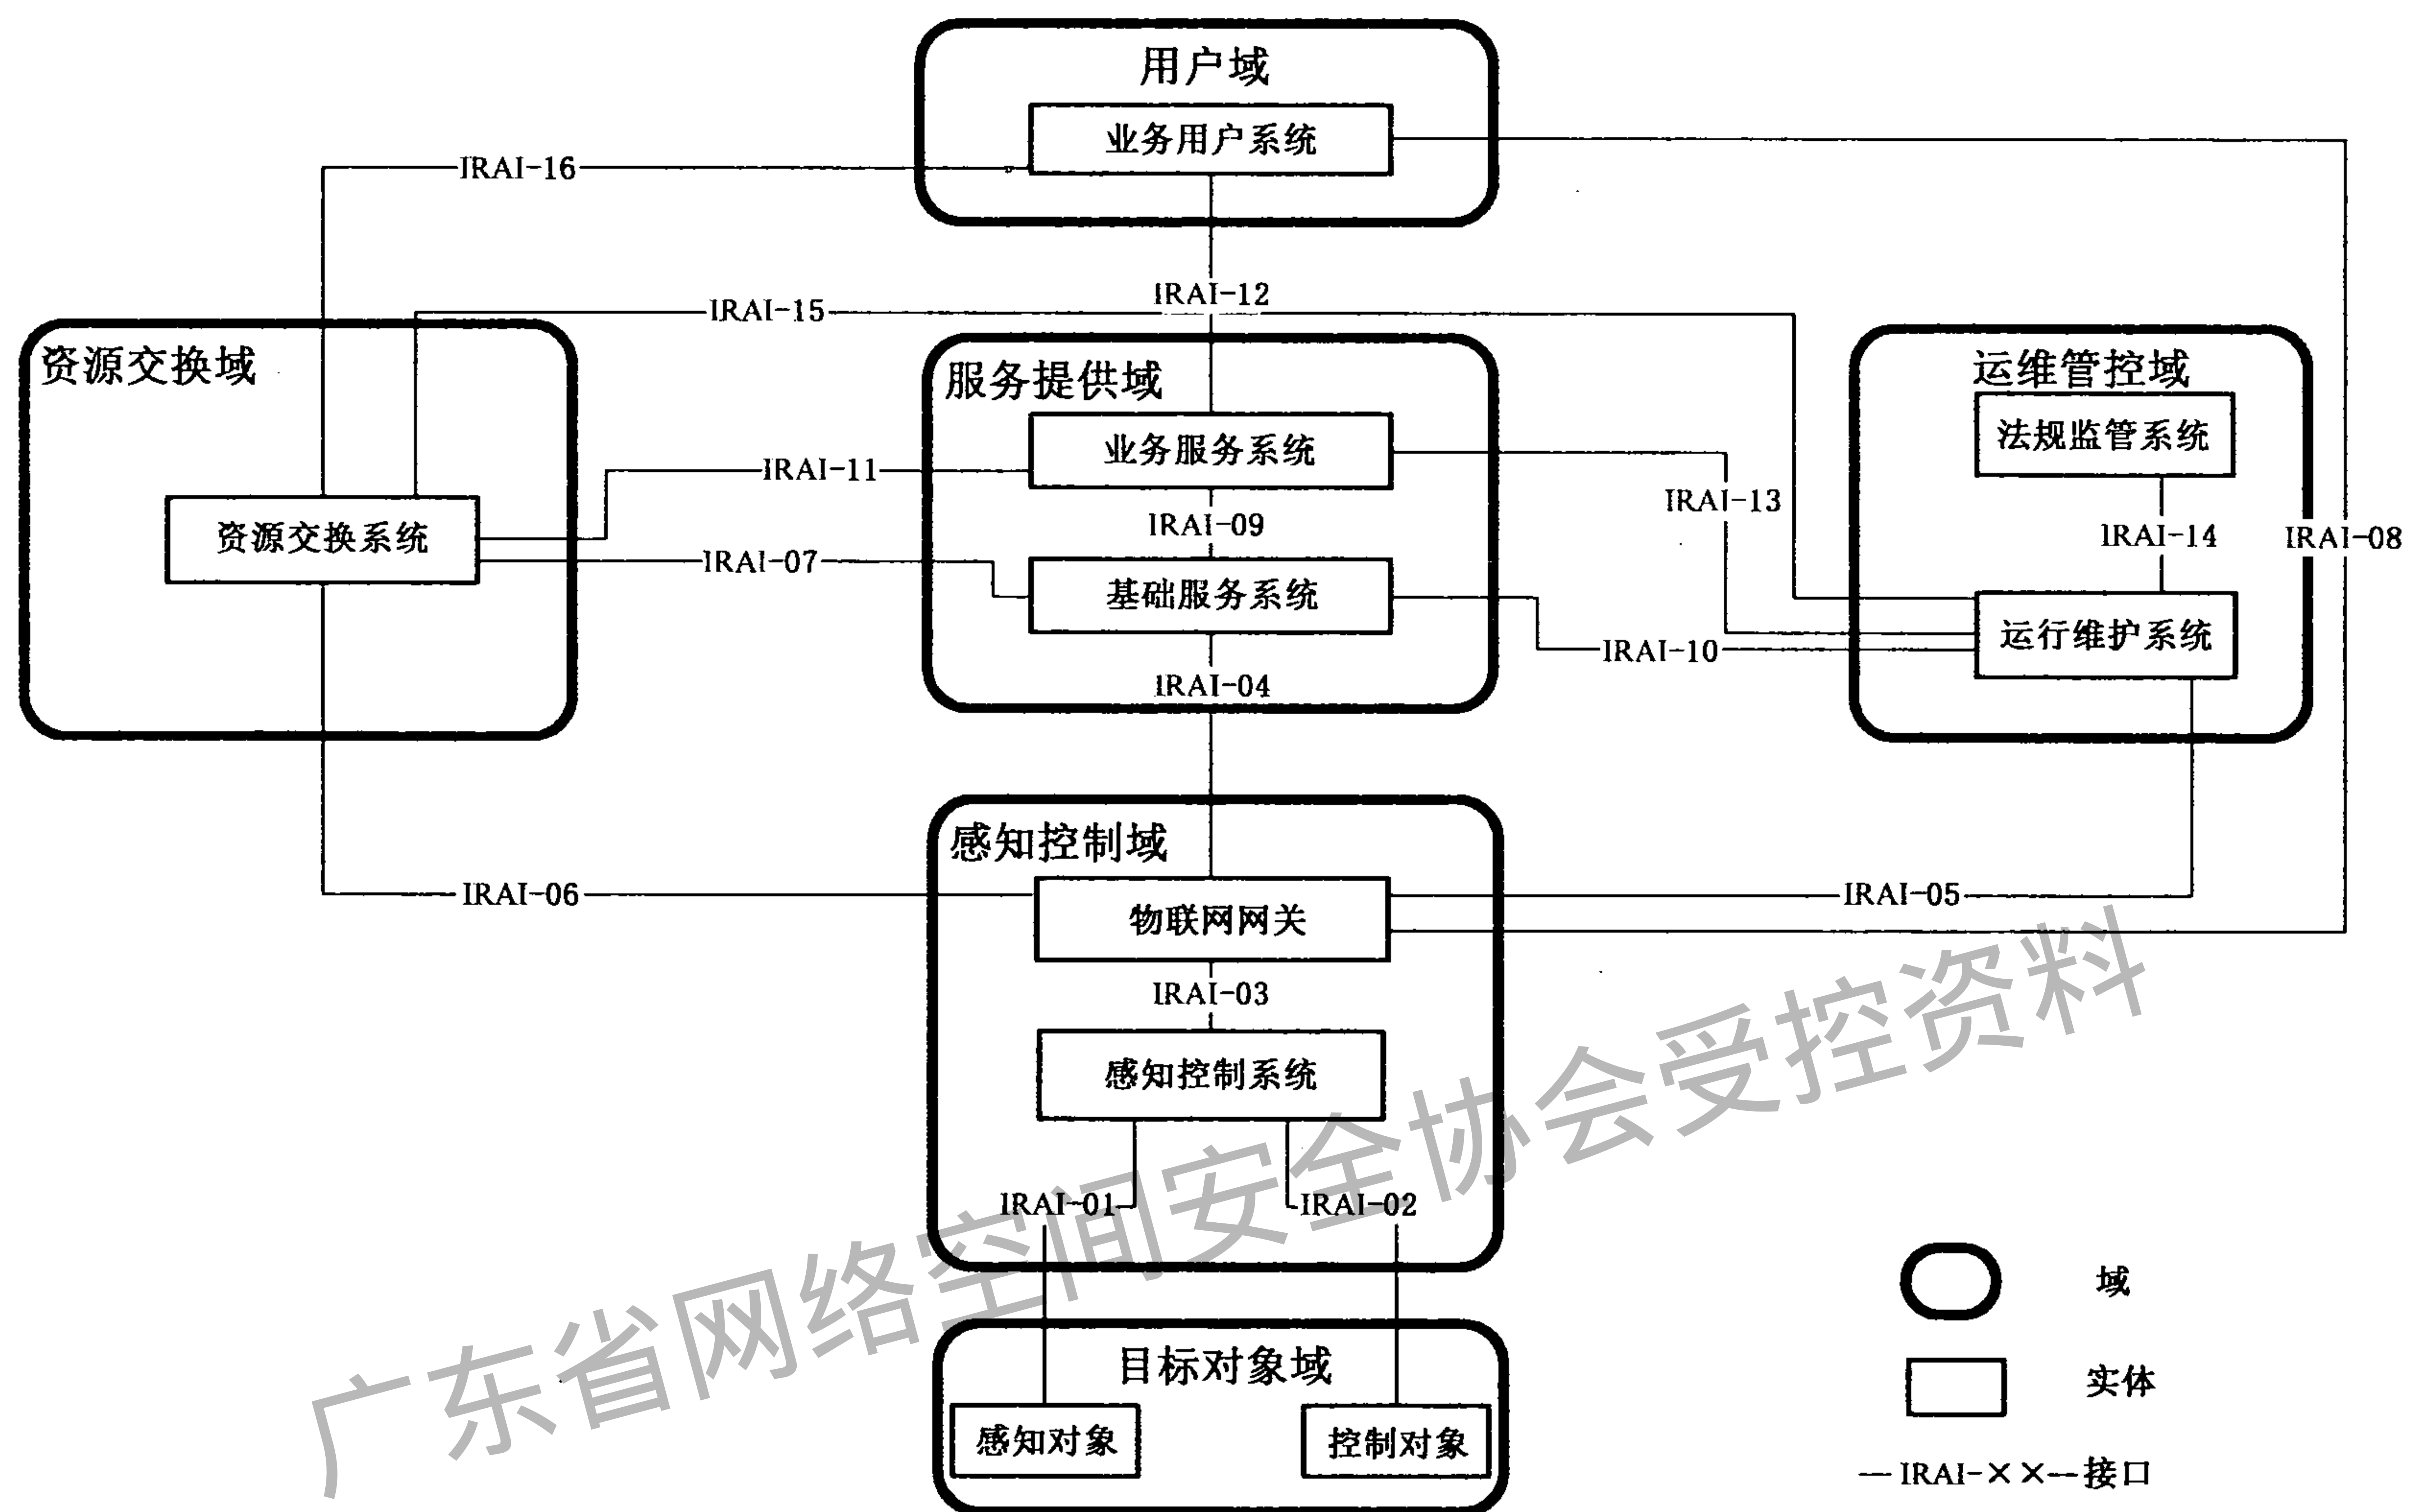 用户域
业务用户系统
IRAI-16
IRAI-12
IRAI-15
资源交换域
服务提供域
运维管控域
业务服务系统
法规监管系统
IRAI-11
IRAI-13
资源交换系统
IRAI-09
IRAI-14
IRAI-08
IRAI-07
基础服务系统
运行维护系统
IRAI-10
IRAI-04
感知控制域
IRAI-06
物联网网关
IRAI-05
IRAI-03
感知控制系统
IRAI-01
IRAI-02
目标对象域
感知对象
控制对象
域
实体
—IRAI-××—接口
广东省网络空间安全协会受控资料